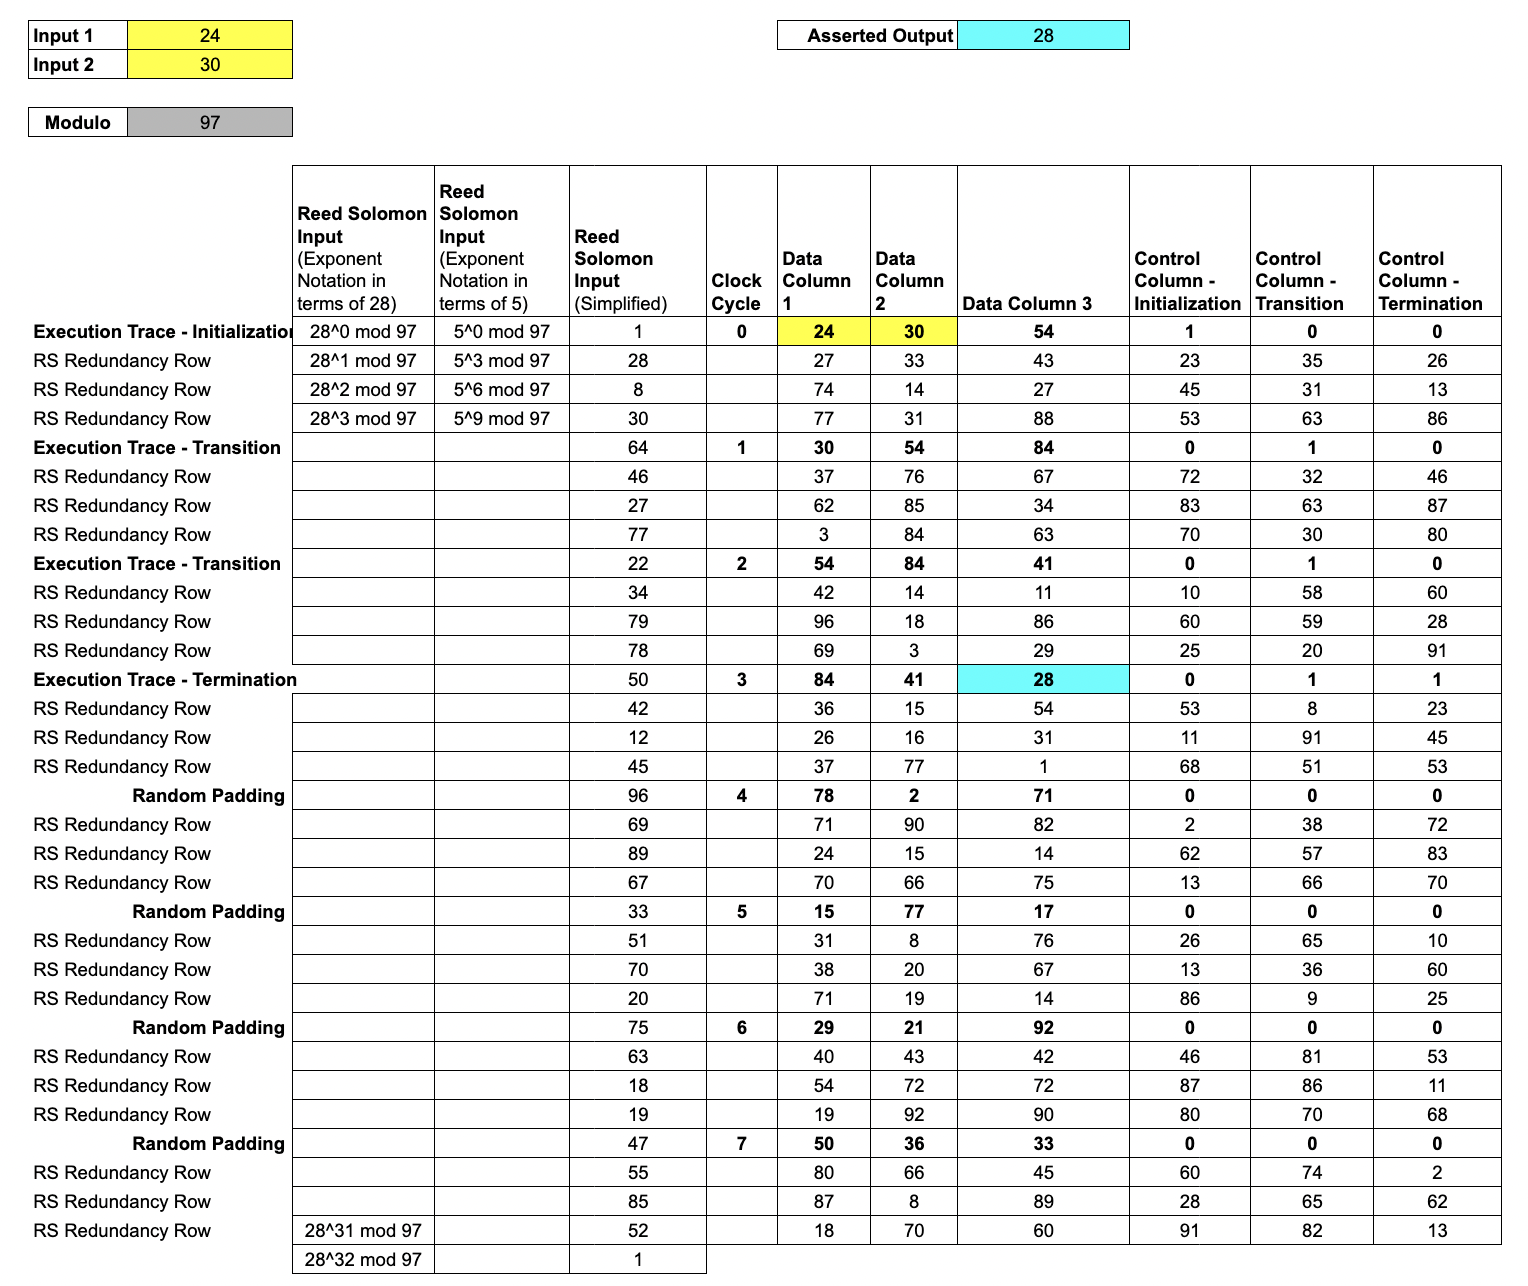 Input 1 24 Asserted Output 28
Input 2 30
Modulo 97
Reed Solomon Input (Exponent Notation in terms of 28) Reed Solomon Input (Exponent Notation in terms of 5) Reed Solomon Input (Simplified) Clock Cycle Data Column 1 Data Column 2 Data Column 3 Control Column - Initialization Control Column - Transition Control Column - Termination
Execution Trace - Initialization 28^0 mod 97 5^0 mod 97 1 0 24 30 54 1 0 0
RS Redundancy Row 28^1 mod 97 5^3 mod 97 28 27 33 43 23 35 26
RS Redundancy Row 28^2 mod 97 5^6 mod 97 8 74 14 27 45 31 13
RS Redundancy Row 28^3 mod 97 5^9 mod 97 30 77 31 88 53 63 86
Execution Trace - Transition 64 1 30 54 84 0 1 0
RS Redundancy Row 46 37 76 67 72 32 46
RS Redundancy Row 27 62 85 34 83 63 87
RS Redundancy Row 77 3 84 63 70 30 80
Execution Trace - Transition 22 2 54 84 41 0 1 0
RS Redundancy Row 34 42 14 11 10 58 60
RS Redundancy Row 79 96 18 86 60 59 28
RS Redundancy Row 78 69 3 29 25 20 91
Execution Trace - Termination 50 3 84 41 28 0 1 1
RS Redundancy Row 42 36 15 54 53 8 23
RS Redundancy Row 12 26 16 31 11 91 45
RS Redundancy Row 45 37 77 1 68 51 53
Random Padding 96 4 78 2 71 0 0 0
RS Redundancy Row 69 71 90 82 2 38 72
RS Redundancy Row 89 24 15 14 62 57 83
RS Redundancy Row 67 70 66 75 13 66 70
Random Padding 33 5 15 77 17 0 0 0
RS Redundancy Row 51 31 8 76 26 65 10
RS Redundancy Row 70 38 20 67 13 36 60
RS Redundancy Row 20 71 19 14 86 9 25
Random Padding 75 6 29 21 92 0 0 0
RS Redundancy Row 63 40 43 42 46 81 53
RS Redundancy Row 18 54 72 72 87 86 11
RS Redundancy Row 19 19 92 90 80 70 68
Random Padding 47 7 50 36 33 0 0 0
RS Redundancy Row 55 80 66 45 60 74 2
RS Redundancy Row 85 87 8 89 28 65 62
RS Redundancy Row 28^31 mod 97 52 18 70 60 91 82 13
28^32 mod 97 1